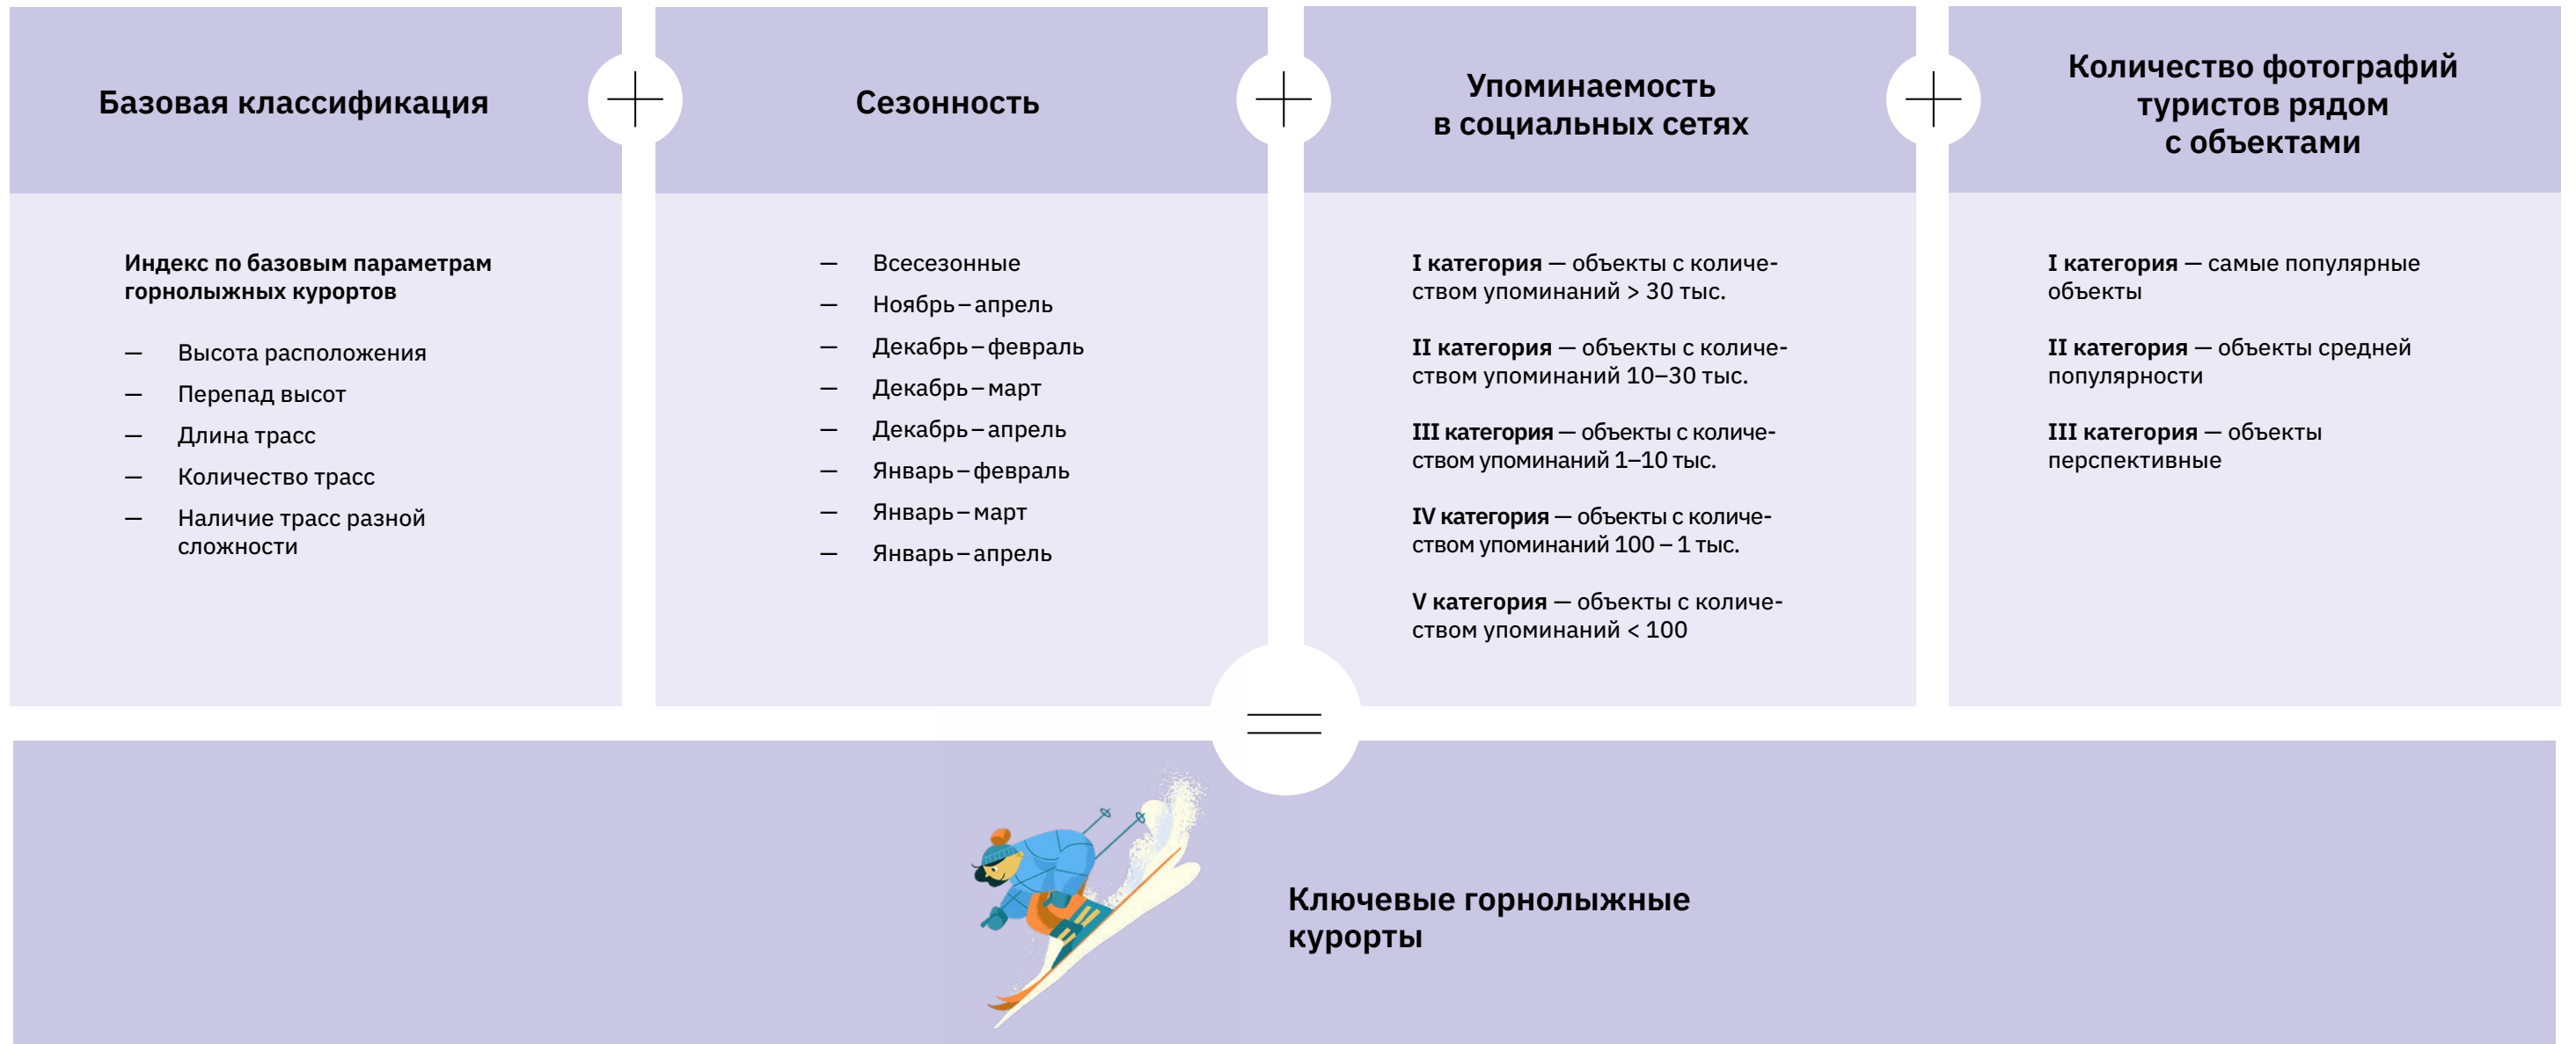 Базовая классификация
Индекс по базовым параметрам
горнолыжных курортов
— Высота расположения
— Перепад высот
— Длина трасс
— Количество трасс
— Наличие трасс разной
сложности
+
Сезонность
— Всесезонные
— Ноябрь – апрель
— Декабрь – февраль
— Декабрь – март
— Декабрь – апрель
— Январь – февраль
— Январь – март
— Январь – апрель
+
Упоминаемость
в социальных сетях
I категория — объекты с количе-
ством упоминаний > 30 тыс.
II категория — объекты с количе-
ством упоминаний 10–30 тыс.
III категория — объекты с количе-
ством упоминаний 1–10 тыс.
IV категория — объекты с количе-
ством упоминаний 100 – 1 тыс.
V категория — объекты с количе-
ством упоминаний < 100
+
Количество фотографий
туристов рядом
с объектами
I категория — самые популярные
объекты
II категория — объекты средней
популярности
III категория — объекты
перспективные
=
Ключевые горнолыжные
курорты